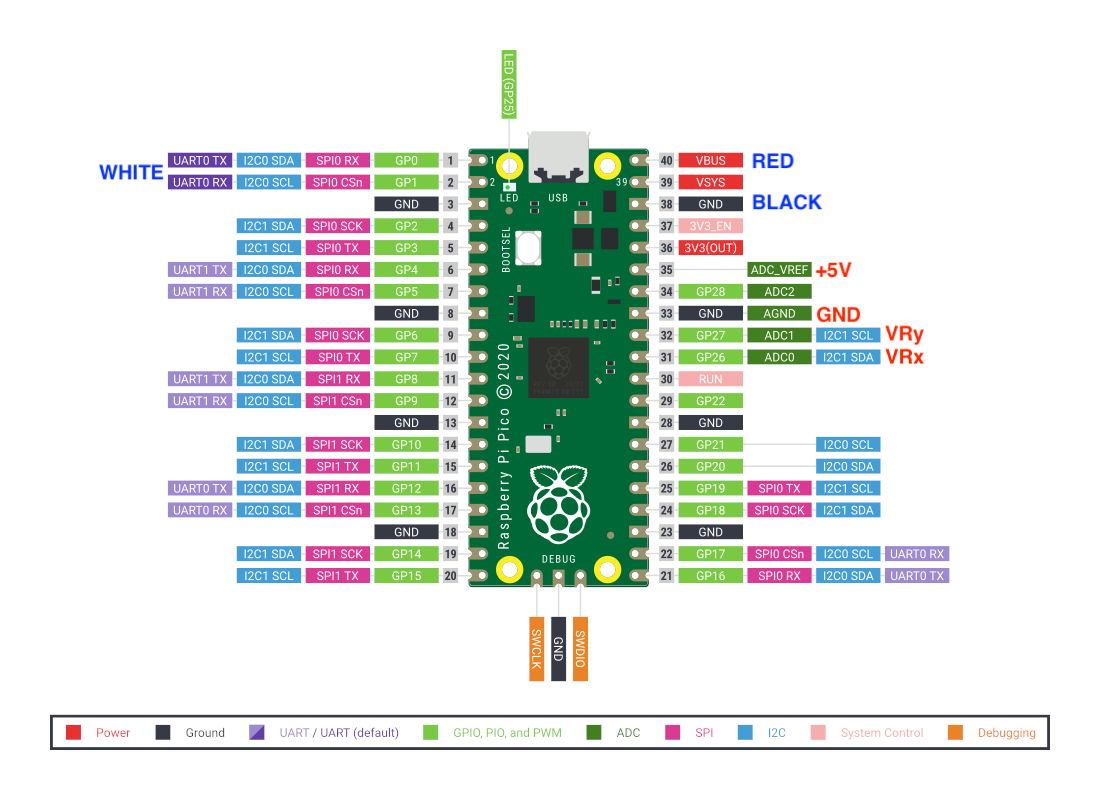 LED (GP25)
UART0 TX I2C0 SDA SPI0 RX GP0 1 1 40 VBUS RED
WHITE
UART0 RX I2C0 SCL SPI0 CSn GP1 2 2 39 39 VSYS
LED USB
GND 3 38 GND BLACK
I2C1 SDA SPI0 SCK GP2 4 37 3V3_EN
I2C1 SCL SPI0 TX GP3 5 BOOTSEL 36 3V3(OUT)
UART1 TX I2C0 SDA SPI0 RX GP4 6 35 ADC_VREF +5V
UART1 RX I2C0 SCL SPI0 CSn GP5 7 34 GP28 ADC2
GND 8 33 GND AGND GND
I2C1 SDA SPI0 SCK GP6 9 32 GP27 ADC1 I2C1 SCL VRy
I2C1 SCL SPI0 TX GP7 10 31 GP26 ADC0 I2C1 SDA VRx
UART1 TX I2C0 SDA SPI1 RX GP8 11 30 RUN
UART1 RX I2C0 SCL SPI1 CSn GP9 12 29 GP22
GND 13 28 GND
I2C1 SDA SPI1 SCK GP10 14 27 GP21 I2C0 SCL
I2C1 SCL SPI1 TX GP11 15 26 GP20 I2C0 SDA
UART0 TX I2C0 SDA SPI1 RX GP12 16 25 GP19 SPI0 TX I2C1 SCL
UART0 RX I2C0 SCL SPI1 CSn GP13 17 24 GP18 SPI0 SCK I2C1 SDA
GND 18 23 GND
I2C1 SDA SPI1 SCK GP14 19 22 GP17 SPI0 CSn I2C0 SCL UART0 RX
I2C1 SCL SPI1 TX GP15 20 21 GP16 SPI0 RX I2C0 SDA UART0 TX
Raspberry Pi Pico ©2020
DEBUG
SWCLK
GND
SWDIO
Power Ground UART / UART (default) GPIO, PIO, and PWM ADC SPI I2C System Control Debugging